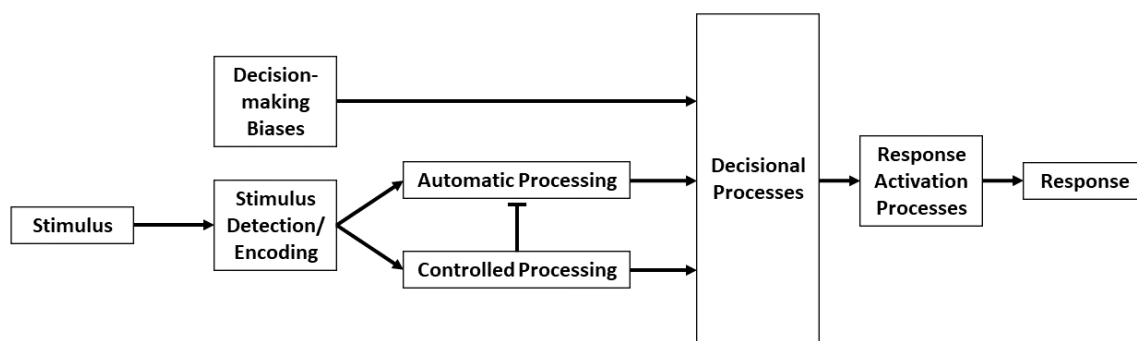 Decision-
making
Biases
Stimulus
Stimulus
Detection/
Encoding
Automatic Processing
Controlled Processing
Decisional
Processes
Response
Activation
Processes
Response